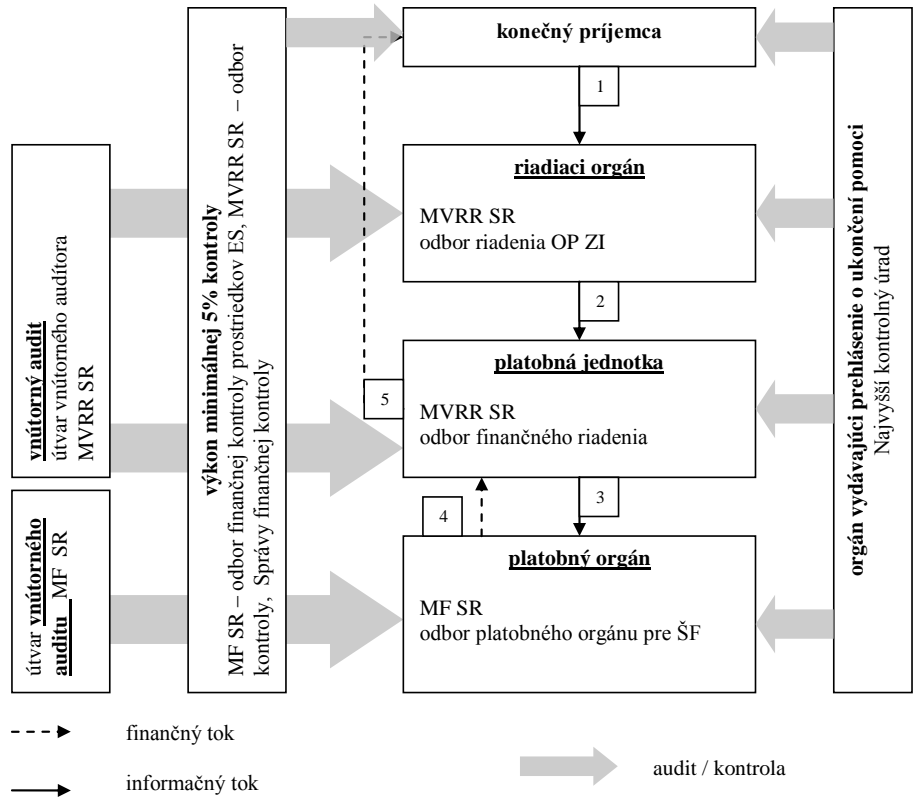 konečný príjemca
1
riadiaci orgán
MVRR SR
odbor riadenia OP ZI
2
platobná jednotka
MVRR SR
odbor finančného riadenia
5
3
4
platobný orgán
MF SR
odbor platobného orgánu pre ŠF
vnútorný audit
útvar vnútorného audítora
MVRR SR
útvar vnútorného
auditu MF SR
výkon minimálnej 5% kontroly
MF SR – odbor finančnej kontroly prostriedkov ES, MVRR SR – odbor
kontroly, Správy finančnej kontroly
orgán vydávajúci prehlásenie o ukončení pomoci
Najvyšší kontrolný úrad
finančný tok
informačný tok
audit / kontrola